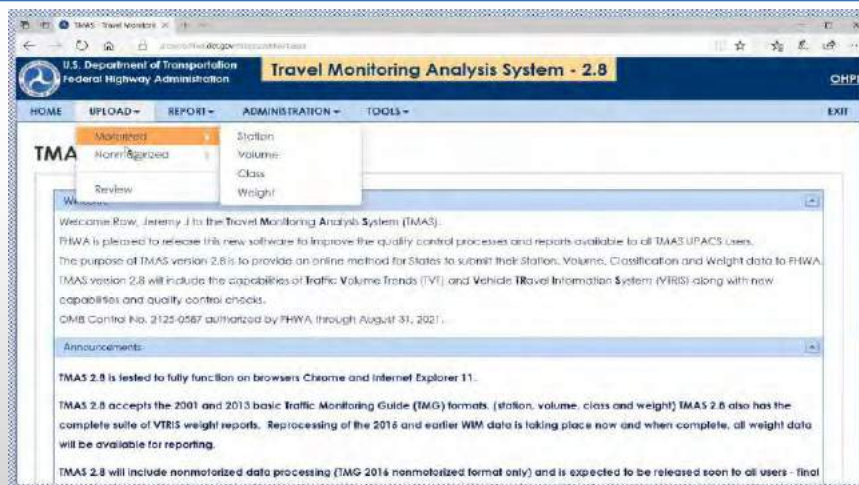 TMAS - Travel Monitori
U.S. Department of Transportation
Federal Highway Administration
Travel Monitoring Analysis System - 2.8
OHPI
HOME UPLOAD REPORT ADMINISTRATION TOOLS EXIT
Motorized Station
TMA Nonmotorized Volume
Class
Review Weight
Welcome Row, Jeremy J to the Travel Monitoring Analysis System (TMAS).
FHWA is pleased to release this new software to improve the quality control processes and reports available to all TMAS UPACS users.
The purpose of TMAS version 2.8 is to provide an online method for States to submit their Station, Volume, Classification and Weight data to FHWA.
TMAS version 2.8 will include the capabilities of Traffic Volume Trends (TVT) and Vehicle TRavel Information System (VTRIS) along with new
capabilities and quality control checks.
OMB Control No. 2125-0587 authorized by FHWA through August 31, 2021.
Announcements
TMAS 2.8 is tested to fully function on browsers Chrome and Internet Explorer 11.
TMAS 2.8 accepts the 2001 and 2013 basic Traffic Monitoring Guide (TMG) formats. (station, volume, class and weight) TMAS 2.8 also has the
complete suite of VTRIS weight reports. Reprocessing of the 2016 and earlier WIM data is taking place now and when complete, all weight data
will be available for reporting.
TMAS 2.8 will include nonmotorized data processing (TMG 2016 nonmotorized format only) and is expected to be released soon to all users - final